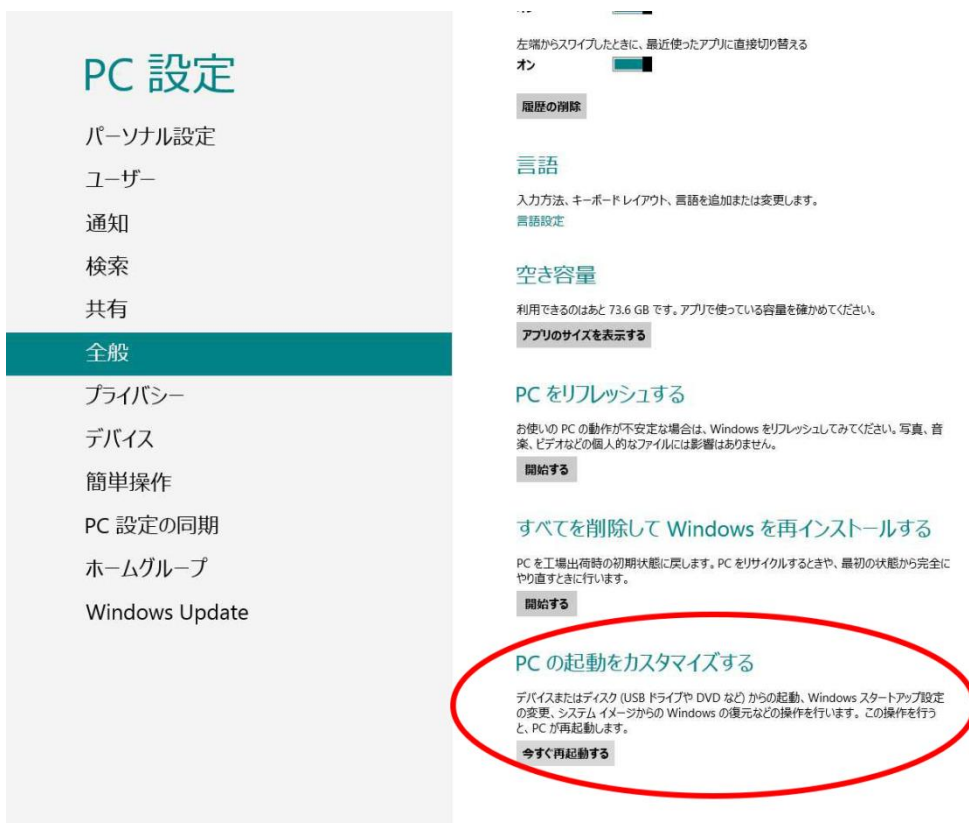 PC 設定
パーソナル設定
ユーザー
通知
検索
共有
全般
プライバシー
デバイス
簡単操作
PC 設定の同期
ホームグループ
Windows Update
左端からスワイプしたときに、最近使ったアプリに直接切り替える
オン
履歴の削除
言語
入力方法、キーボード レイアウト、言語を追加または変更します。
言語設定
空き容量
利用できるのはあと 73.6 GB です。アプリで使っている容量を確かめてください。
アプリのサイズを表示する
PC をリフレッシュする
お使いの PC の動作が不安定な場合は、Windows をリフレッシュしてみてください。写真、音
楽、ビデオなどの個人的なファイルには影響はありません。
開始する
すべてを削除して Windows を再インストールする
PC を工場出荷時の初期状態に戻します。PC をリサイクルするときや、最初の状態から完全に
やり直すときに行います。
開始する
PC の起動をカスタマイズする
デバイスまたはディスク (USB ドライブや DVD など) からの起動、Windows スタートアップ設定
の変更、システム イメージからの Windows の復元などの操作を行います。この操作を行う
と、PC が再起動します。
今すぐ再起動する